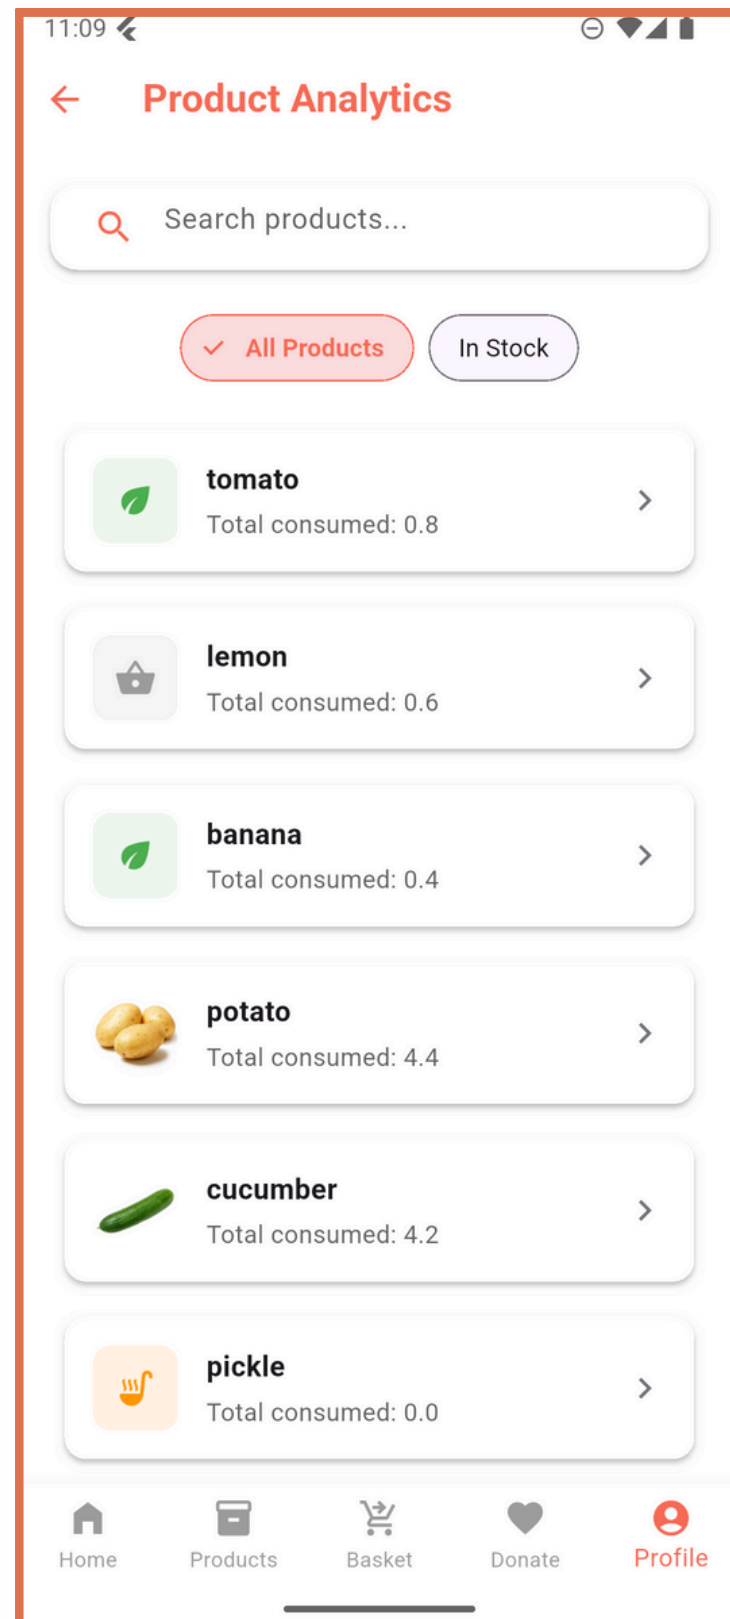 11:09
Product Analytics
Search products...
All Products
In Stock
tomato
Total consumed: 0.8
lemon
Total consumed: 0.6
banana
Total consumed: 0.4
potato
Total consumed: 4.4
cucumber
Total consumed: 4.2
pickle
Total consumed: 0.0
Home
Products
Basket
Donate
Profile